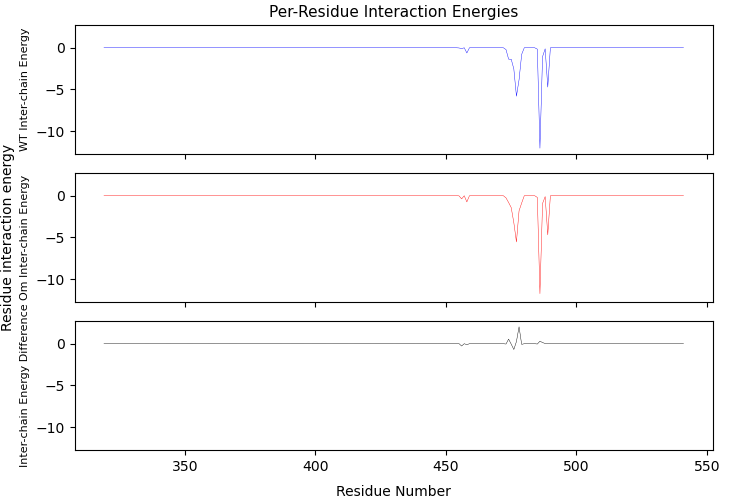 Per-Residue Interaction Energies
WT Inter-chain Energy
0
−5
−10
Residue interaction energy
Om Inter-chain Energy
0
−5
−10
Inter-chain Energy Difference
0
−5
−10
350 400 450 500 550
Residue Number